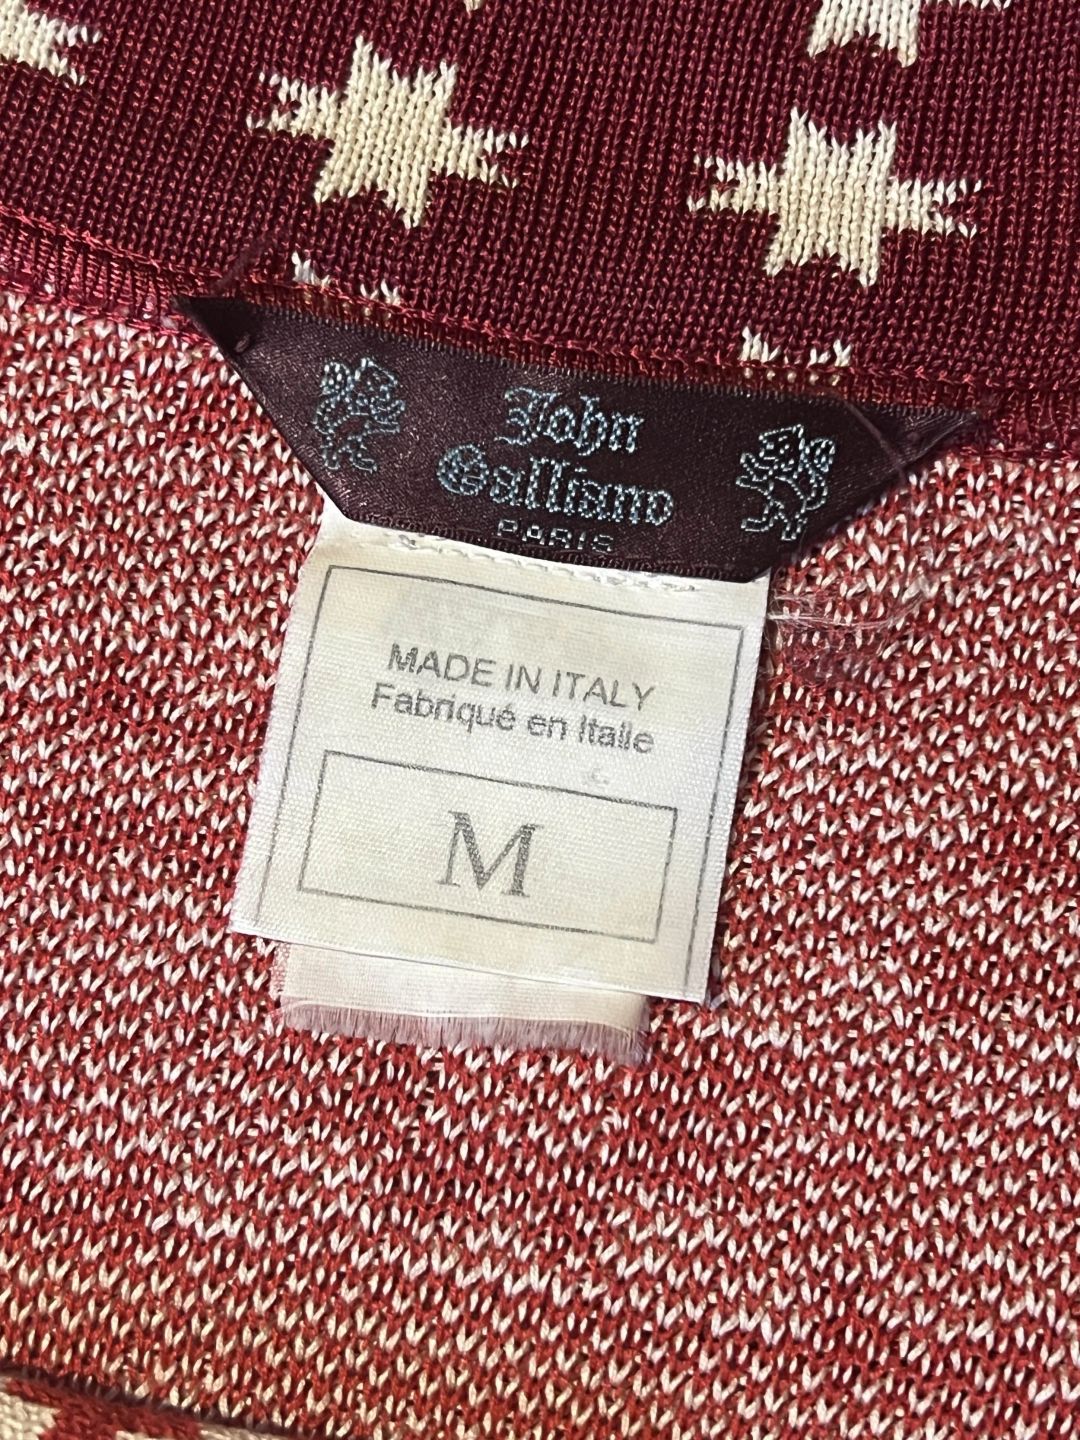 John
Galliano
PARIS
MADE IN ITALY
Fabriqué en Italie
M